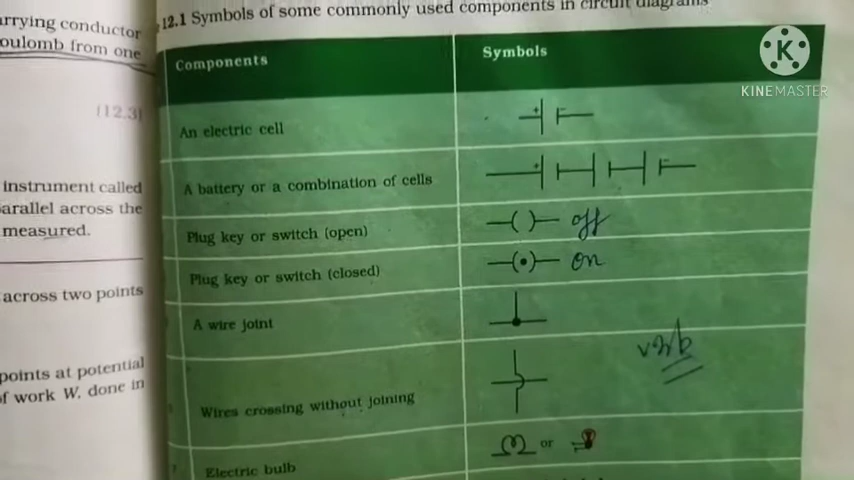 arrying conductor
oulomb from one
(12.3)
instrument called
arallel across the
measured.
across two points
points at potential
f work W, done in
12.1 Symbols of some commonly used components in circuit diagrams
Components Symbols
An electric cell + −
A battery or a combination of cells + −
Plug key or switch (open) off
Plug key or switch (closed) on
A wire joint
Wires crossing without joining
Electric bulb or
K
KINEMASTER